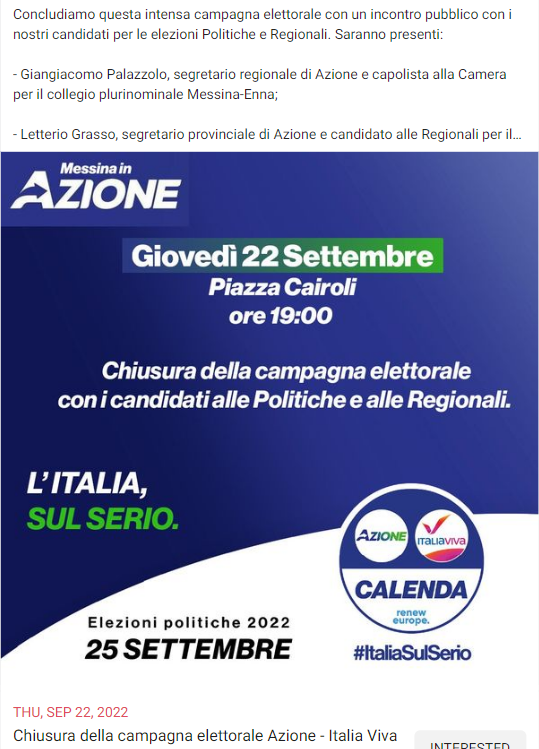 Concludiamo questa intensa campagna elettorale con un incontro pubblico con i
nostri candidati per le elezioni Politiche e Regionali. Saranno presenti:
- Giangiacomo Palazzolo, segretario regionale di Azione e capolista alla Camera
per il collegio plurinominale Messina-Enna;
- Letterio Grasso, segretario provinciale di Azione e candidato alle Regionali per il...
Messina in
AZIONE
Giovedì 22 Settembre
Piazza Cairoli
ore 19:00
Chiusura della campagna elettorale
con i candidati alle Politiche e alle Regionali.
L'ITALIA,
SUL SERIO.
AZIONE
ITALIAVIVA
CALENDA
renew
europe.
Elezioni politiche 2022
25 SETTEMBRE
#ItaliaSulSerio
THU, SEP 22, 2022
Chiusura della campagna elettorale Azione - Italia Viva
INTERESTED